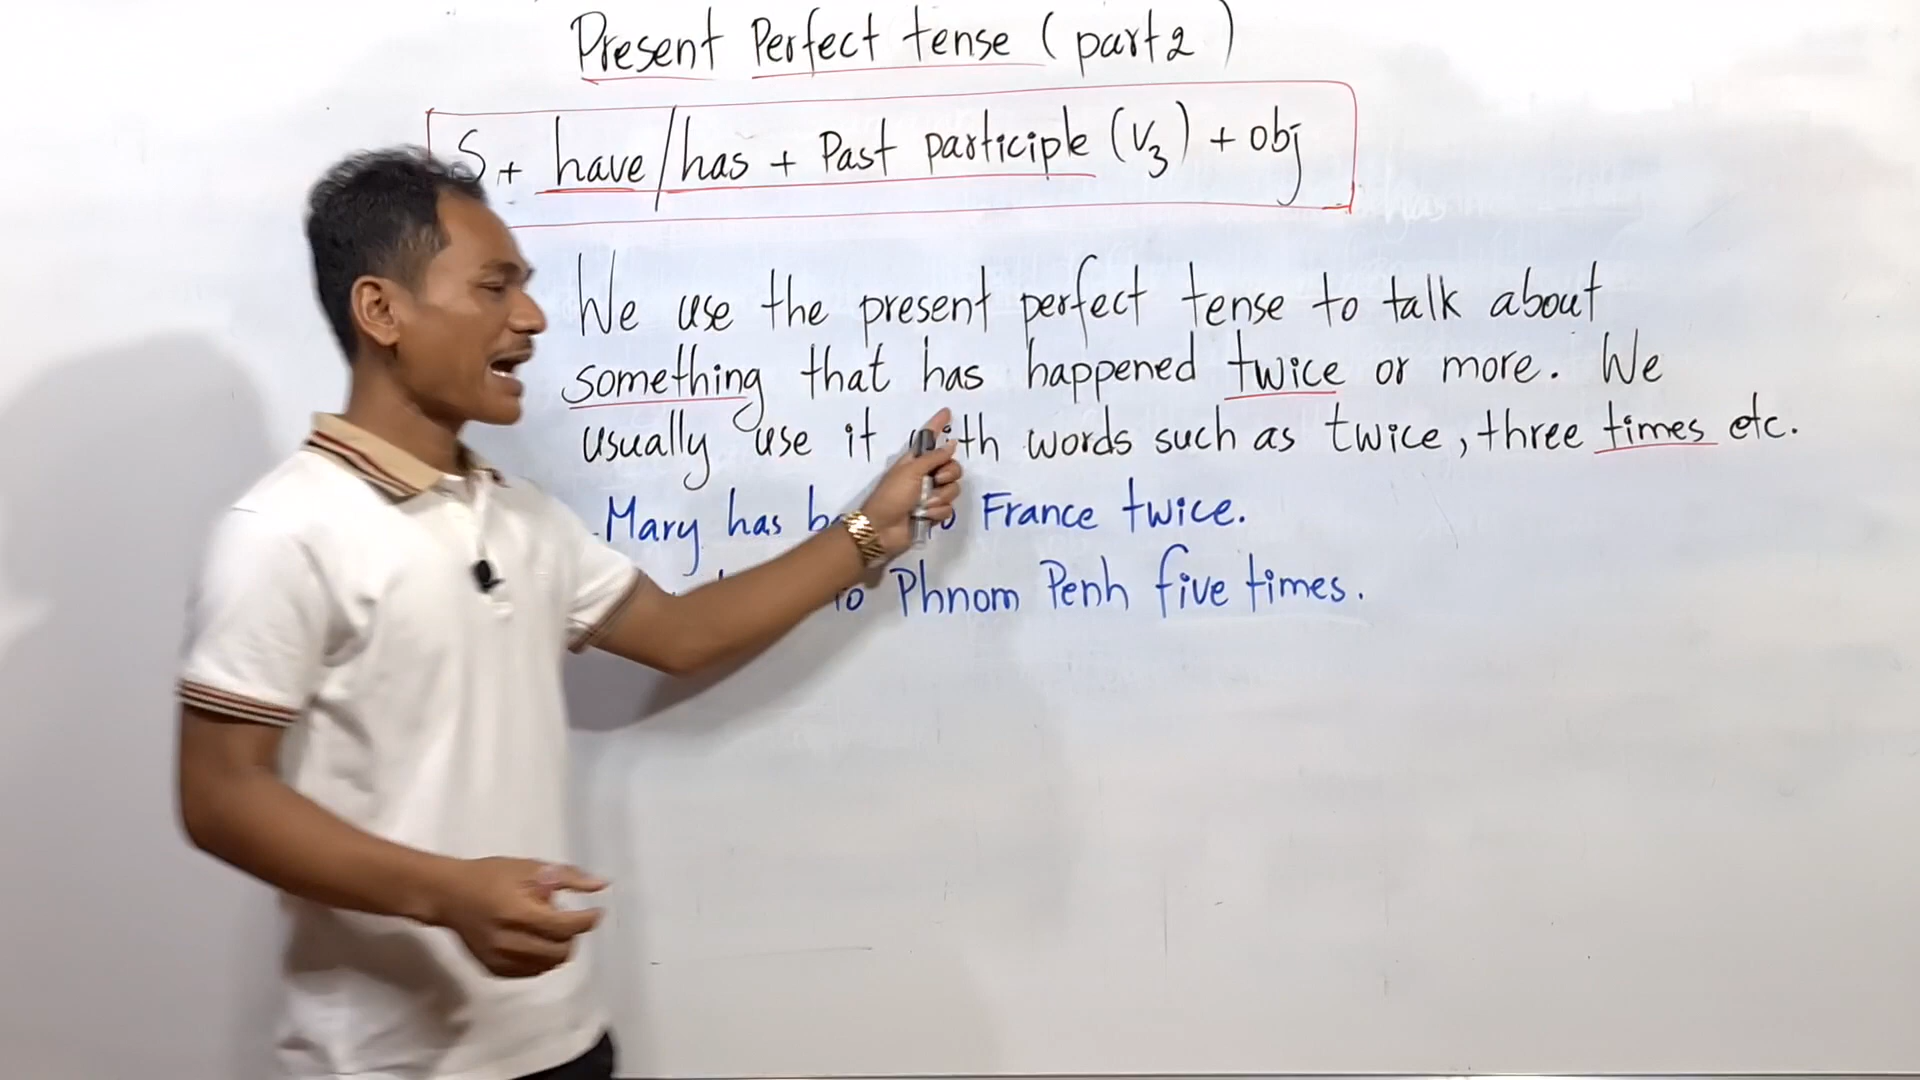 Present Perfect tense (part 2)
S + have/has + Past participle (V3) + obj
We use the present perfect tense to talk about
something that has happened twice or more. We
usually use it with words such as twice, three times etc.
Mary has France twice.
to Phnom Penh five times.